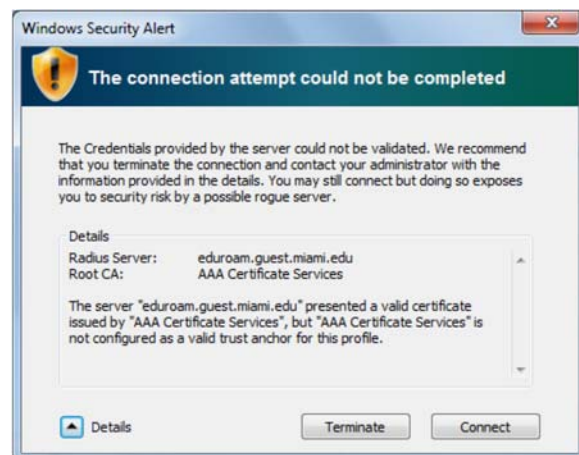 Windows Security Alert
The connection attempt could not be completed
The Credentials provided by the server could not be validated. We recommend
that you terminate the connection and contact your administrator with the
information provided in the details. You may still connect but doing so exposes
you to security risk by a possible rogue server.
Details
Radius Server: eduroam.guest.miami.edu
Root CA: AAA Certificate Services
The server "eduroam.guest.miami.edu" presented a valid certificate
issued by "AAA Certificate Services", but "AAA Certificate Services" is
not configured as a valid trust anchor for this profile.
Details Terminate Connect